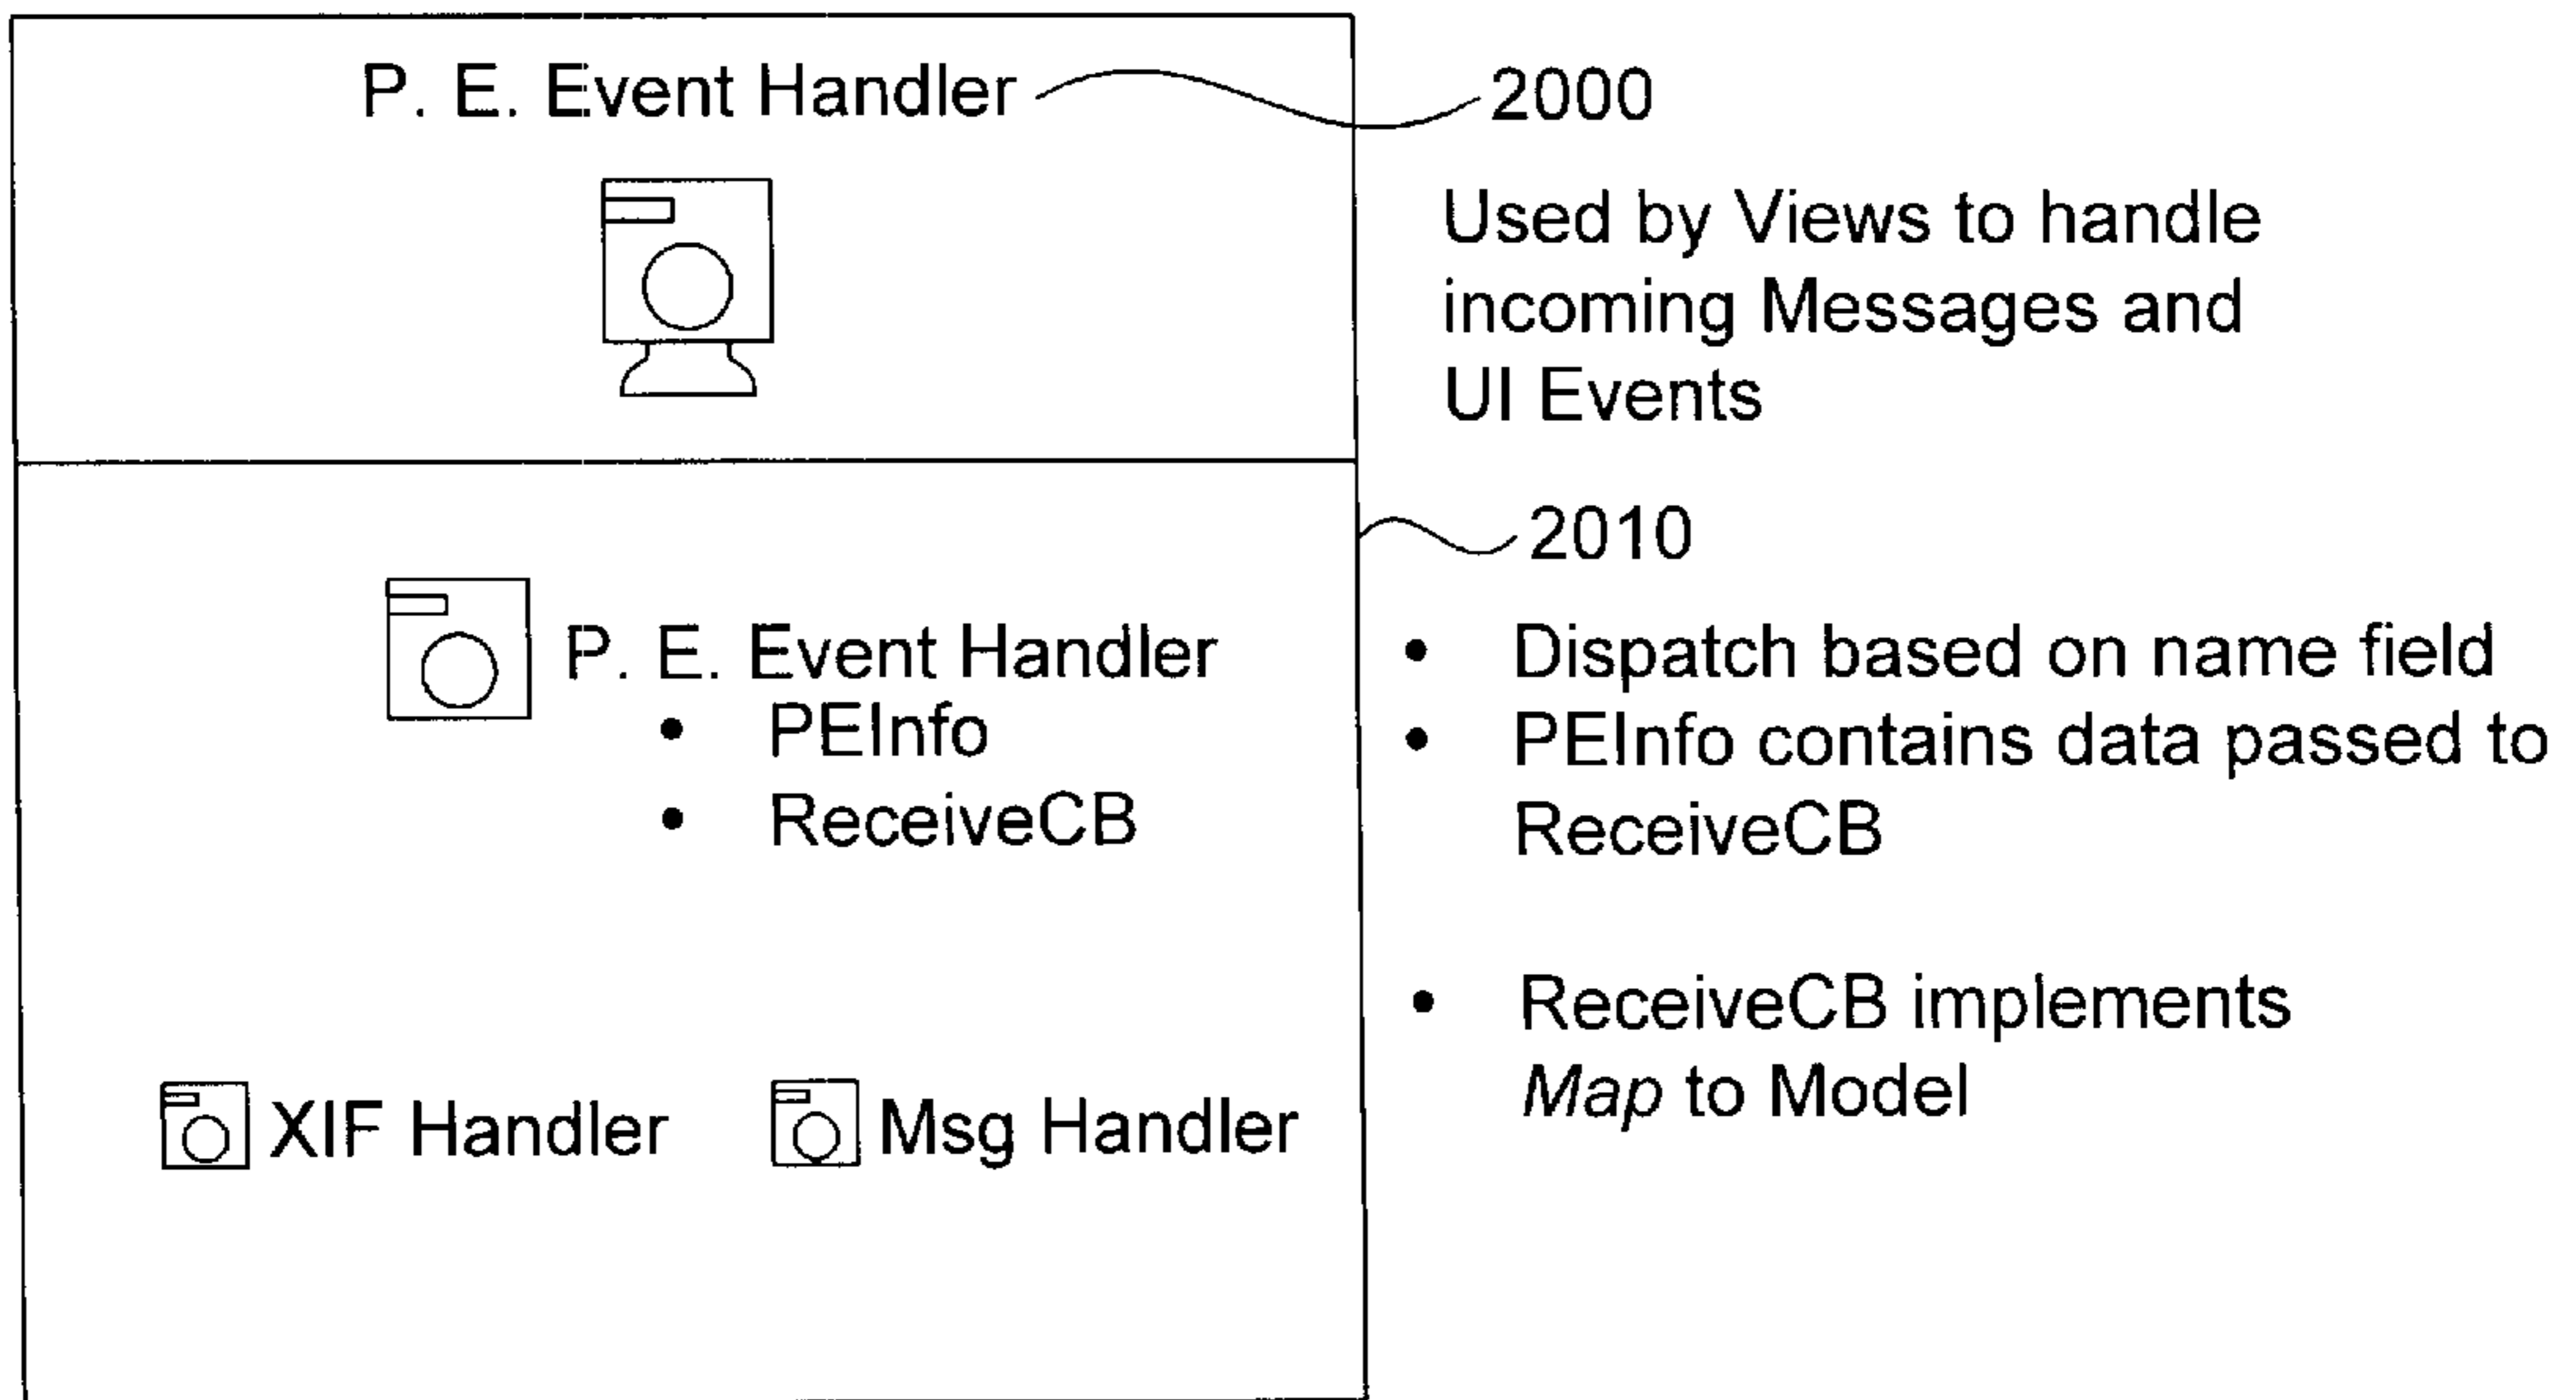 P. E. Event Handler
2000
Used by Views to handle
incoming Messages and
UI Events
2010
P. E. Event Handler
• PEInfo
• ReceiveCB
• Dispatch based on name field
• PEInfo contains data passed to
ReceiveCB
• ReceiveCB implements
Map to Model
XIF Handler
Msg Handler